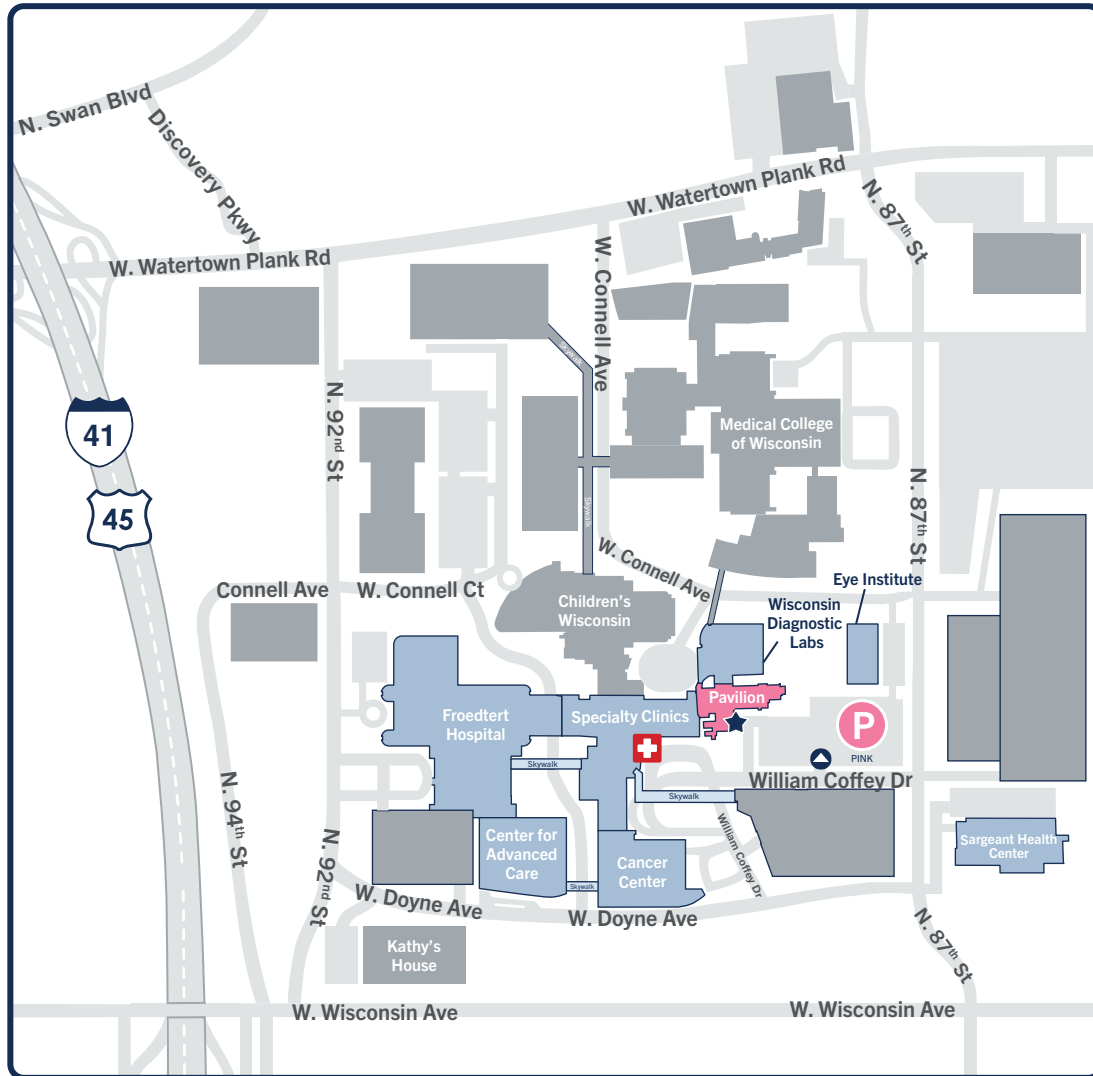 N. Swan Blvd
Discovery Pkwy
W. Watertown Plank Rd
W. Watertown Plank Rd
N. 87th St
W. Connell Ave
Skywalk
41
45
N. 92nd St
Medical College
of Wisconsin
Skywalk
N. 87th St
W. Connell Ave
Connell Ave
W. Connell Ct
Children's
Wisconsin
Eye Institute
Wisconsin
Diagnostic
Labs
Pavilion
Froedtert
Hospital
Specialty Clinics
P
PINK
Skywalk
William Coffey Dr
Skywalk
N. 94th St
William Coffey Dr
Center for
Advanced
Care
Cancer
Center
Sargeant Health
Center
N. 92nd St
Skywalk
W. Doyne Ave
W. Doyne Ave
N. 87th St
Kathy's
House
W. Wisconsin Ave
W. Wisconsin Ave